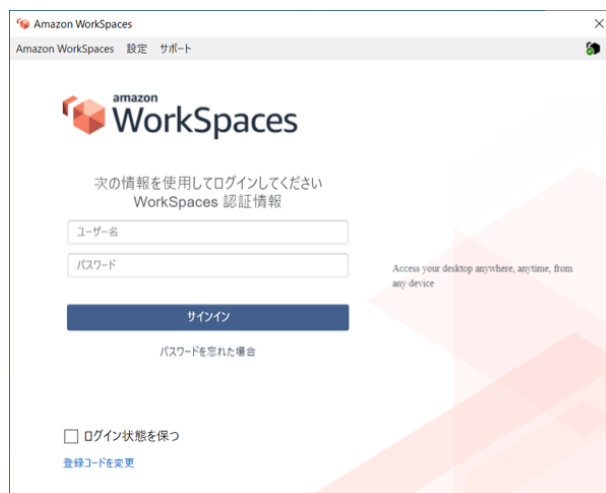 Amazon WorkSpaces
Amazon WorkSpaces 設定 サポート
amazon
WorkSpaces
次の情報を使用してログインしてください
WorkSpaces 認証情報
ユーザー名
パスワード
Access your desktop anywhere, anytime, from
any device
サインイン
パスワードを忘れた場合
ログイン状態を保つ
登録コードを変更